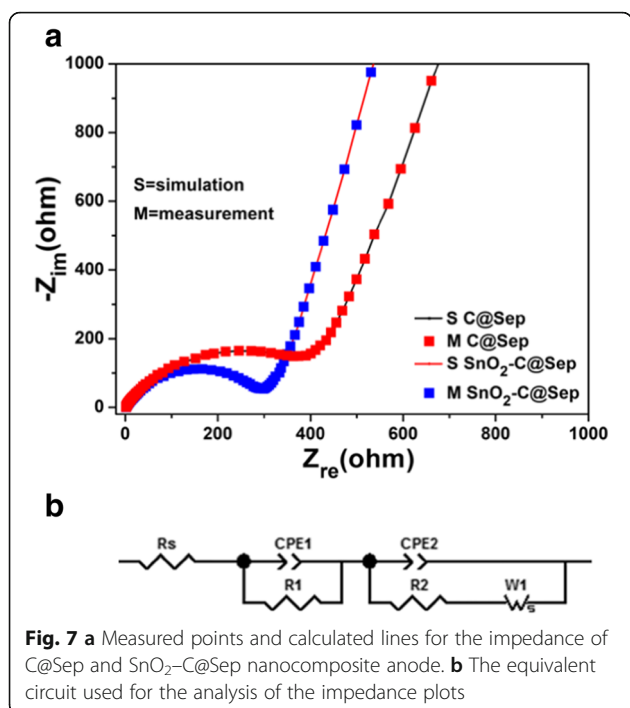 a
1000
800
600
400
200
0
-Z_im(ohm)
S=simulation
M=measurement
S C@Sep
M C@Sep
S SnO₂-C@Sep
M SnO₂-C@Sep
0 200 400 600 800 1000
Z_re(ohm)
b
Rs CPE1 CPE2
R1 R2 W1
s
Fig. 7 a Measured points and calculated lines for the impedance of
C@Sep and SnO₂–C@Sep nanocomposite anode. b The equivalent
circuit used for the analysis of the impedance plots